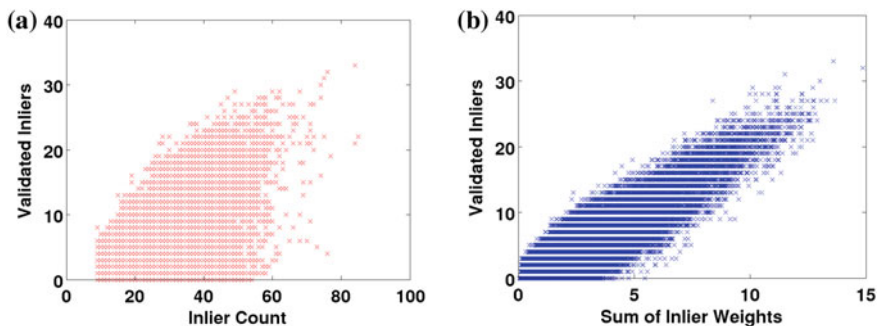 (a)
40
30
20
10
0
Validated Inliers
0 20 40 60 80 100
Inlier Count
(b)
40
30
20
10
0
Validated Inliers
0 5 10 15
Sum of Inlier Weights